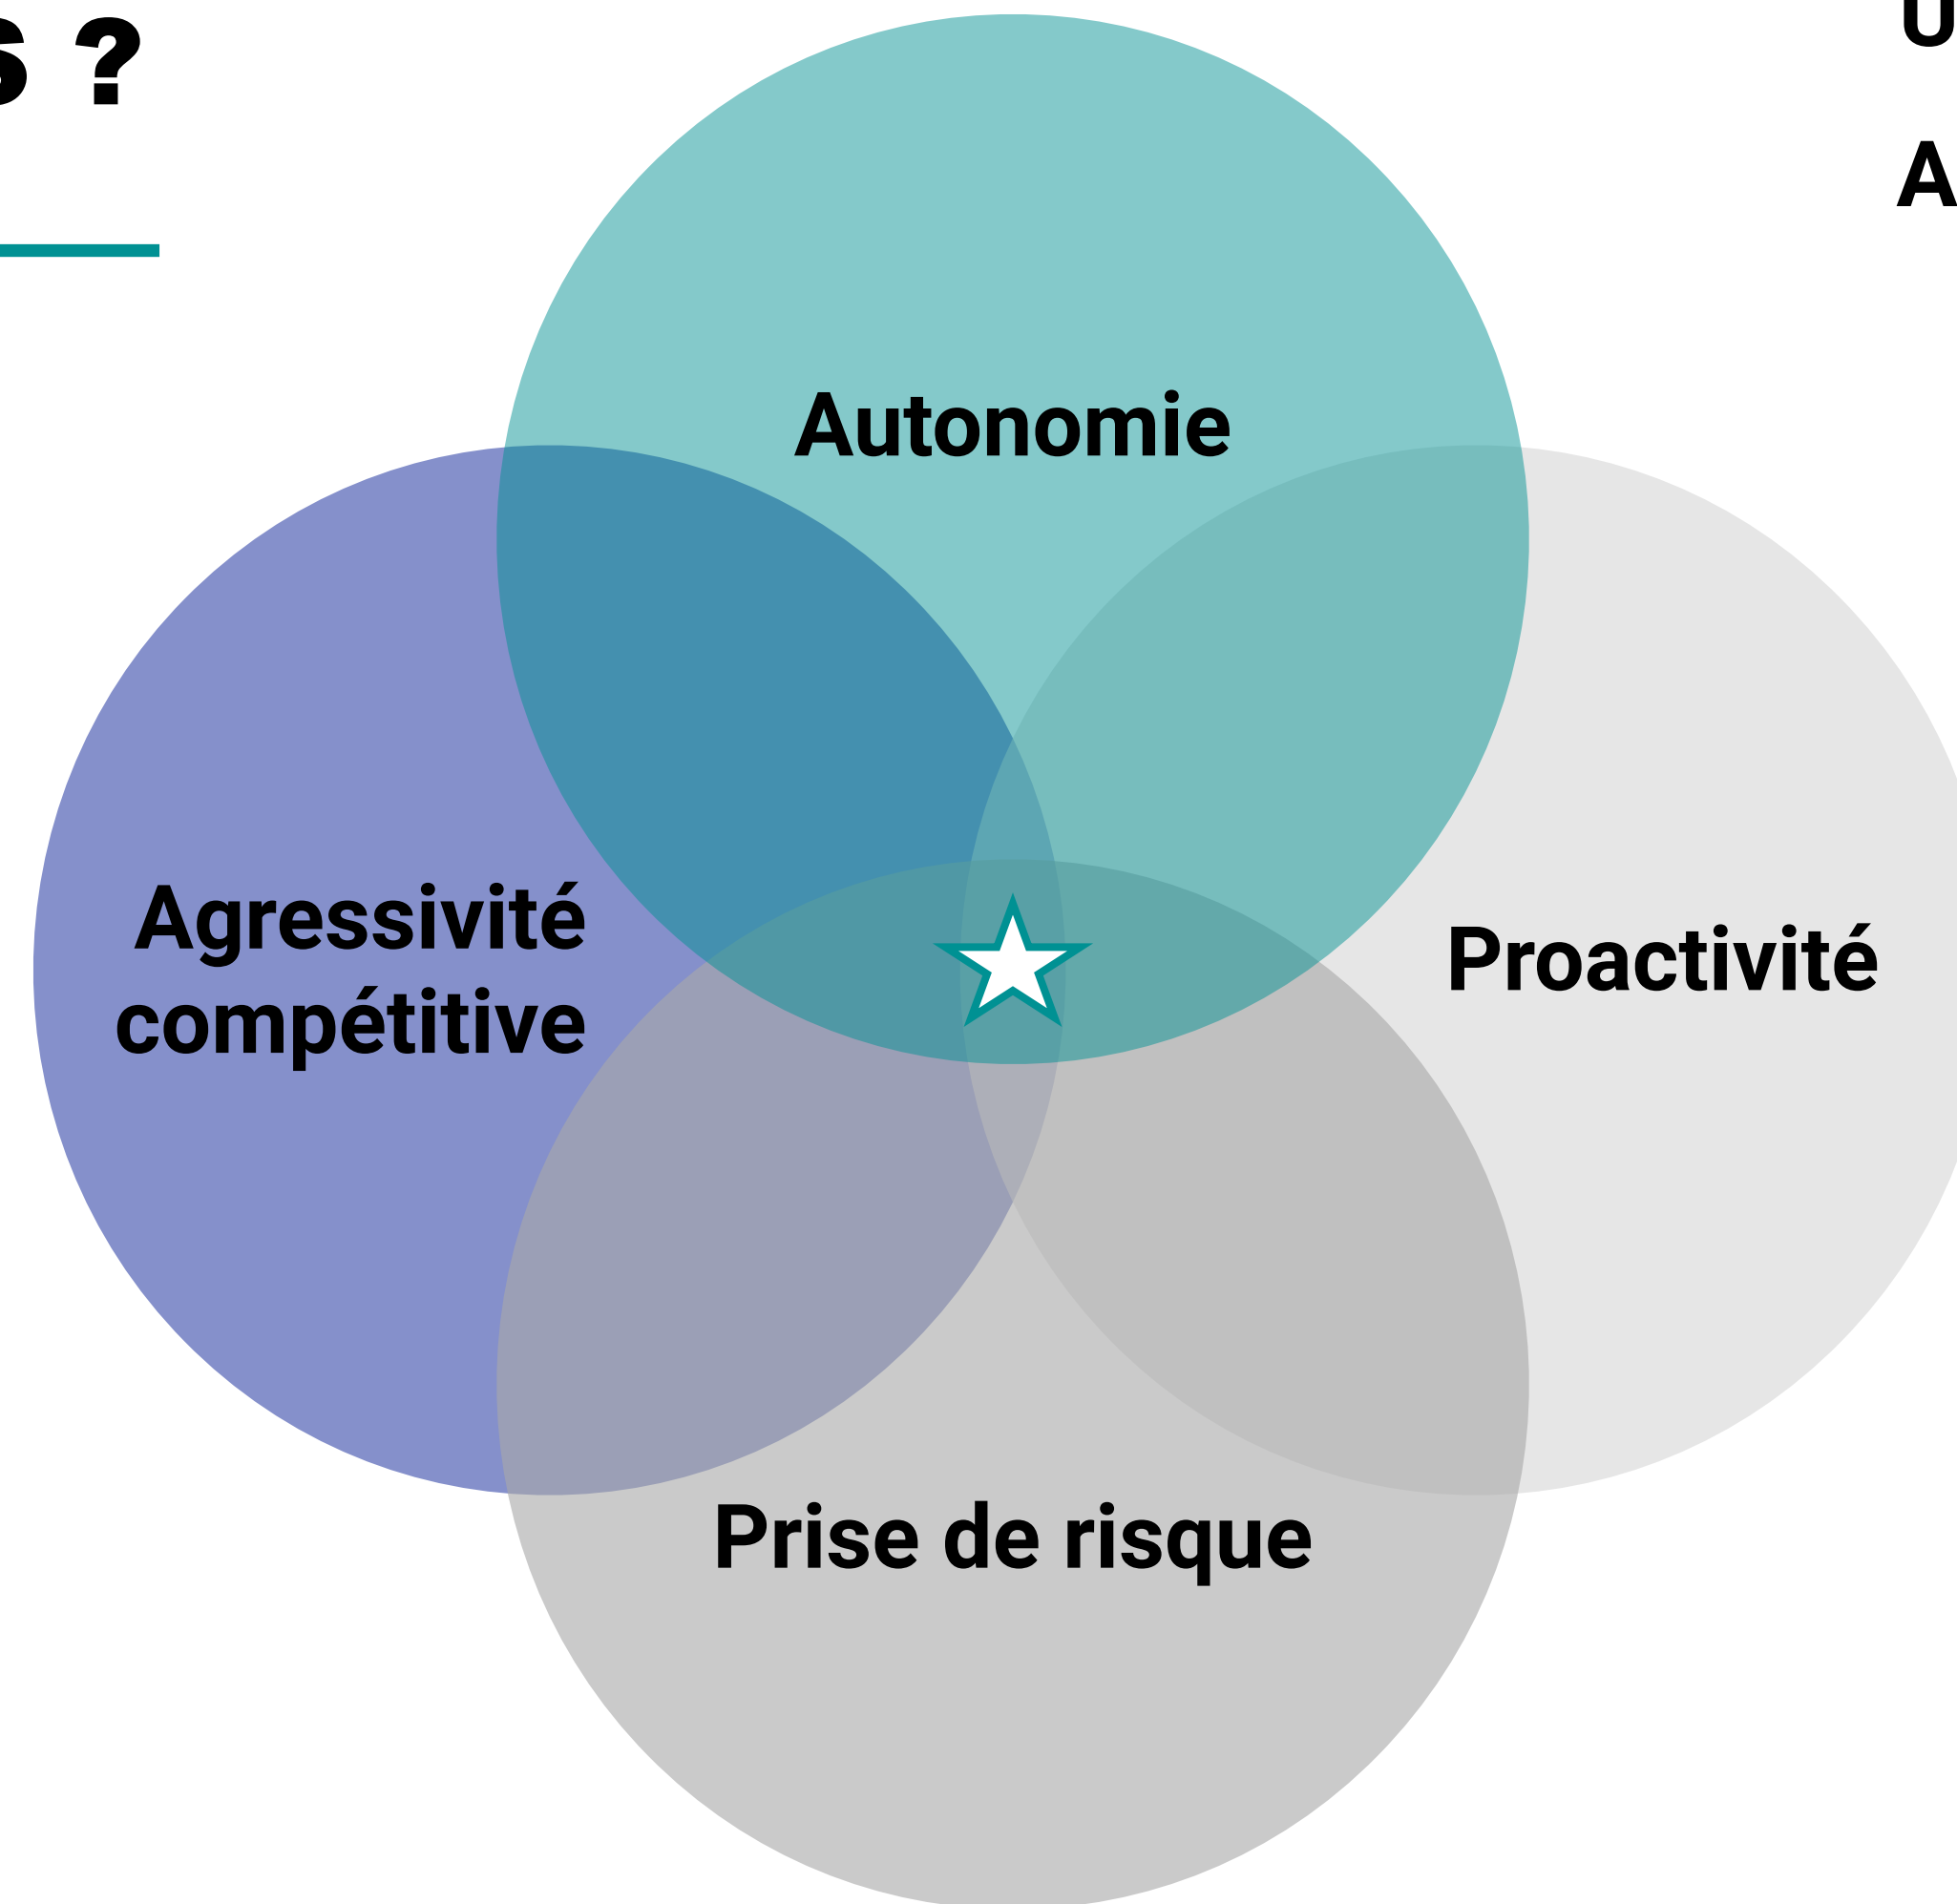 S ?
U
A
Autonomie
Agressivité
compétitive
Proactivité
Prise de risque